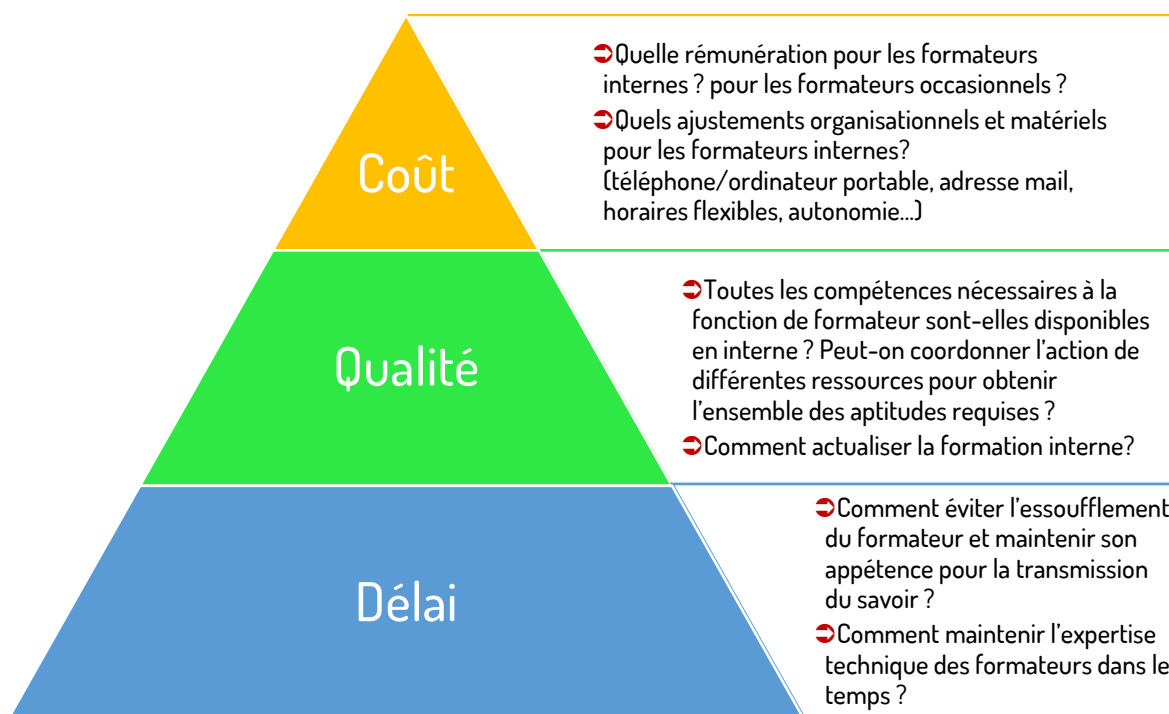 Coût
➲Quelle rémunération pour les formateurs
internes ? pour les formateurs occasionnels ?
➲Quels ajustements organisationnels et matériels
pour les formateurs internes?
(téléphone/ordinateur portable, adresse mail,
horaires flexibles, autonomie...)
Qualité
➲Toutes les compétences nécessaires à la
fonction de formateur sont-elles disponibles
en interne ? Peut-on coordonner l'action de
différentes ressources pour obtenir
l'ensemble des aptitudes requises ?
➲Comment actualiser la formation interne?
Délai
➲Comment éviter l'essoufflement
du formateur et maintenir son
appétence pour la transmission
du savoir ?
➲Comment maintenir l'expertise
technique des formateurs dans le
temps ?